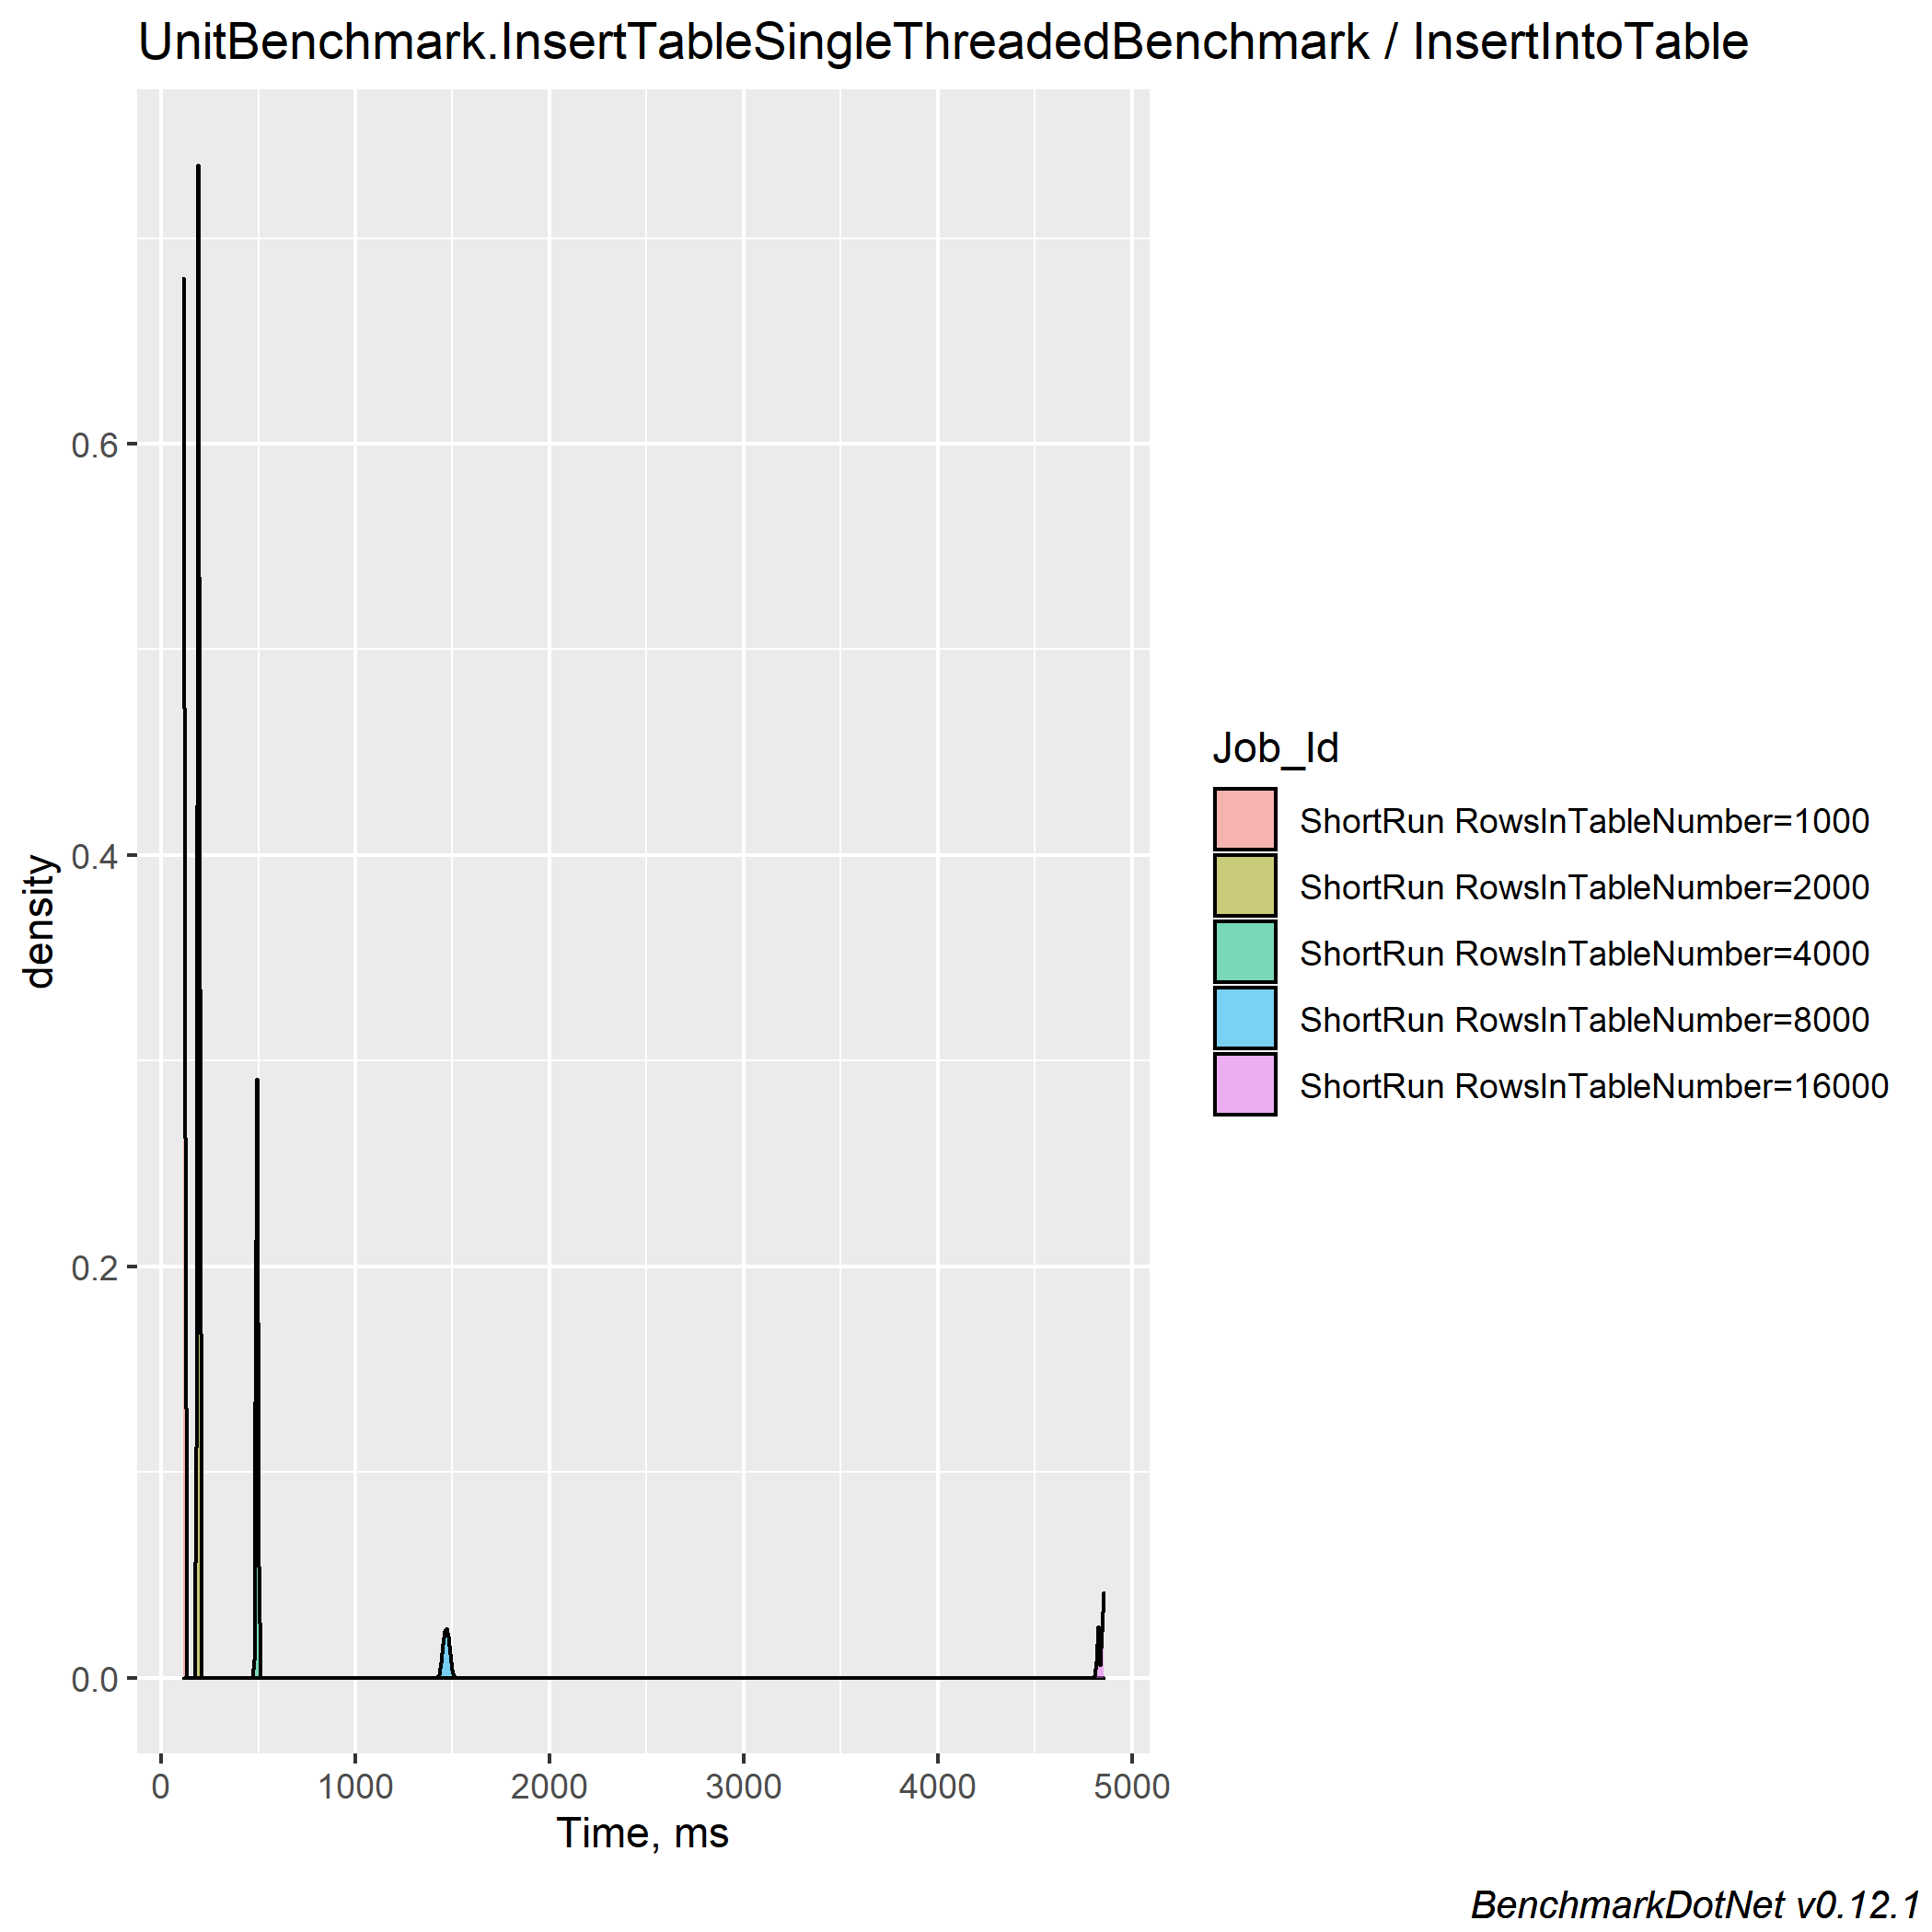 UnitBenchmark.InsertTableSingleThreadedBenchmark / InsertIntoTable
0.6
0.4
0.2
0.0
density
0 1000 2000 3000 4000 5000
Time, ms
Job_Id
ShortRun RowsInTableNumber=1000
ShortRun RowsInTableNumber=2000
ShortRun RowsInTableNumber=4000
ShortRun RowsInTableNumber=8000
ShortRun RowsInTableNumber=16000
BenchmarkDotNet v0.12.1